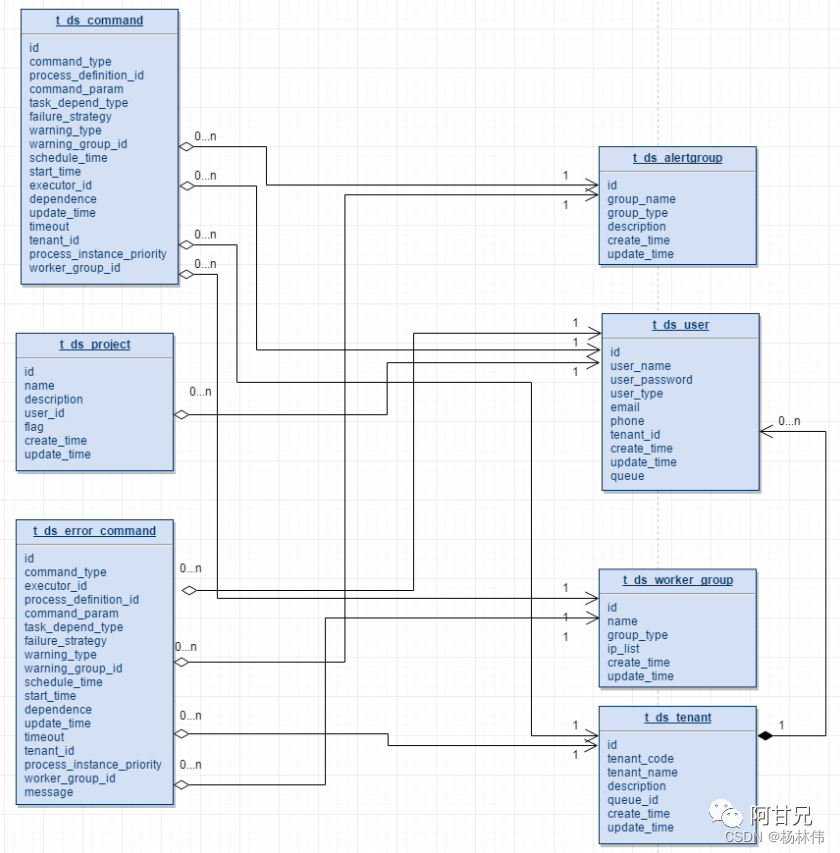 t_ds_command
id
command_type
process_definition_id
command_param
task_depend_type
failure_strategy
warning_type
warning_group_id
schedule_time
start_time
executor_id
dependence
update_time
timeout
tenant_id
process_instance_priority
worker_group_id
0...n
0...n
0...n
0...n
t_ds_project
id
name
description
user_id
flag
create_time
update_time
0...n
t_ds_error_command
id
command_type
executor_id
process_definition_id
command_param
task_depend_type
failure_strategy
warning_type
warning_group_id
schedule_time
start_time
dependence
update_time
timeout
tenant_id
process_instance_priority
worker_group_id
message
0...n
0...n
0...n
0...n
1
1
t_ds_alertgroup
id
group_name
group_type
description
create_time
update_time
1
1
1
t_ds_user
id
user_name
user_password
user_type
email
phone
tenant_id
create_time
update_time
queue
0...n
1
1
1
t_ds_worker_group
id
name
group_type
ip_list
create_time
update_time
1
1
t_ds_tenant
id
tenant_code
tenant_name
description
queue_id
create_time
update_time
1
阿甘兄
CSDN @杨林伟